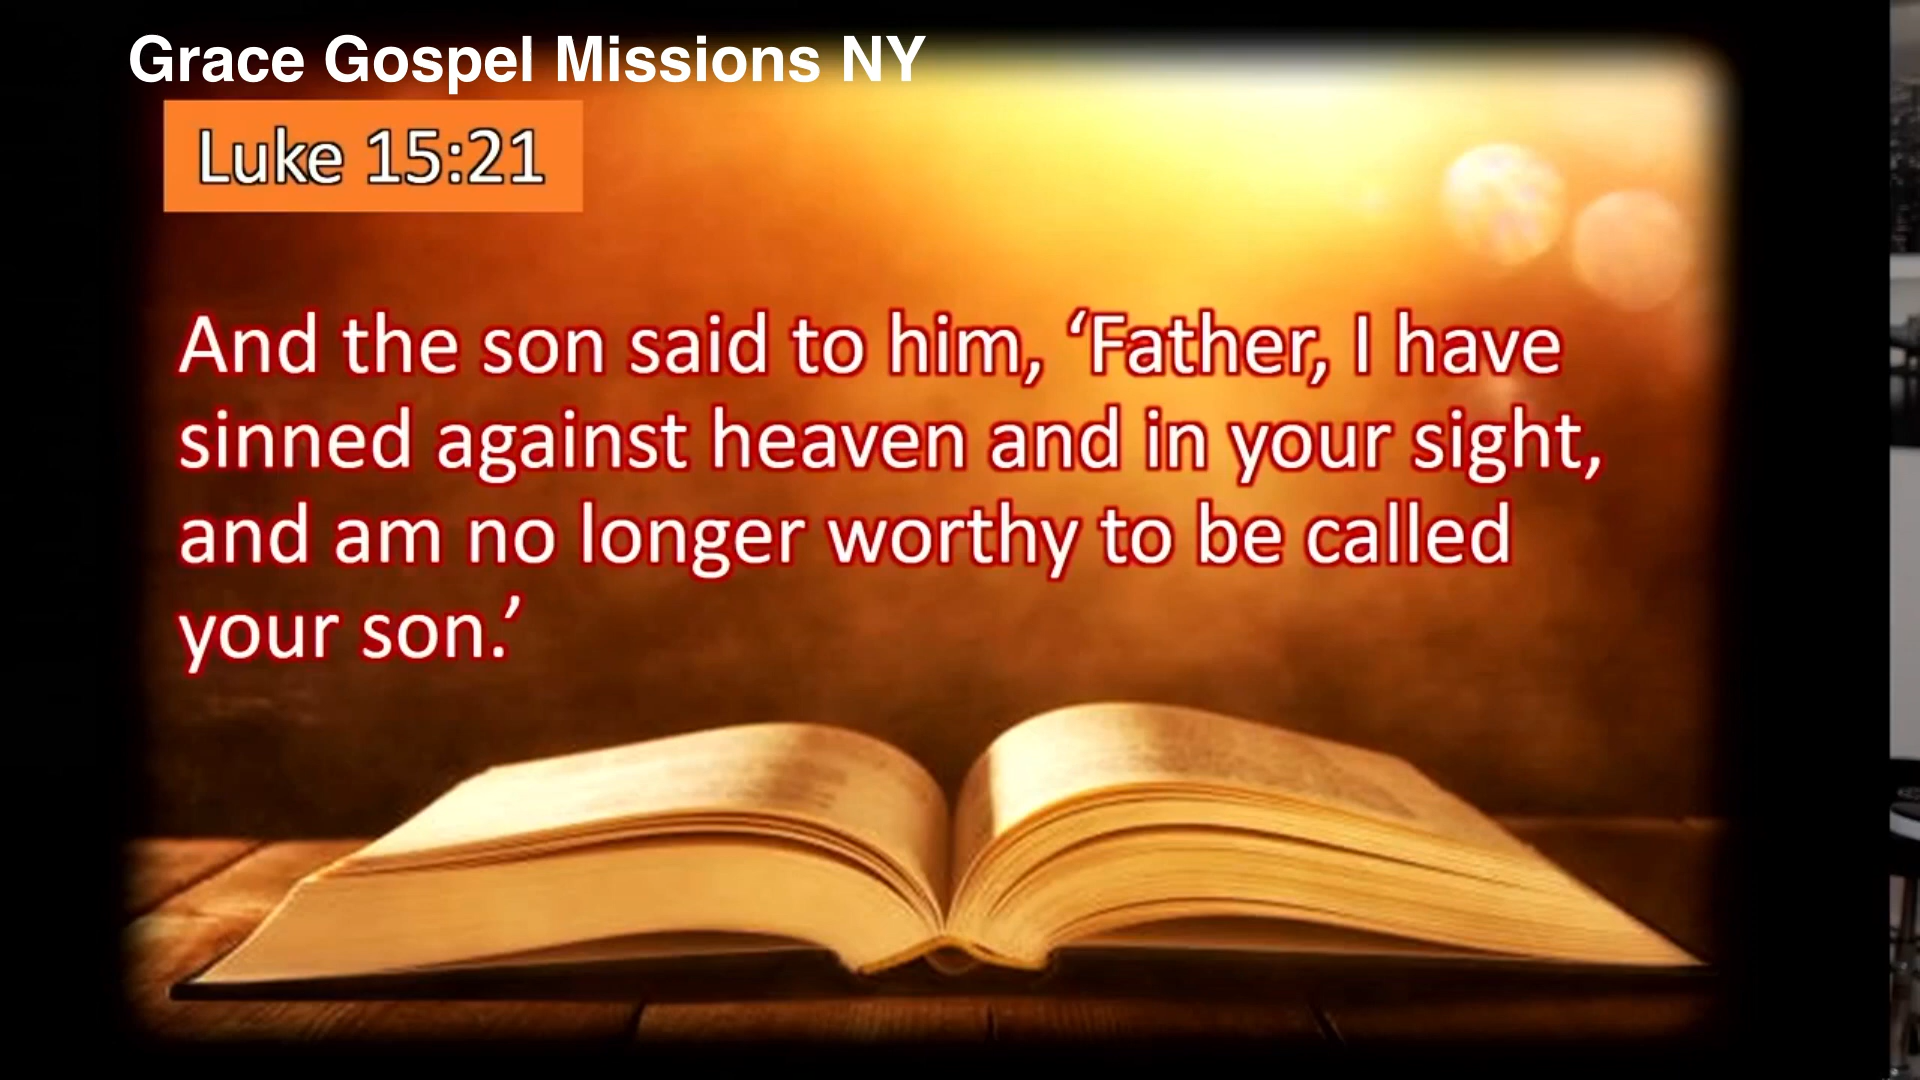 Grace Gospel Missions NY
Luke 15:21
And the son said to him, ‘Father, I have
sinned against heaven and in your sight,
and am no longer worthy to be called
your son.’